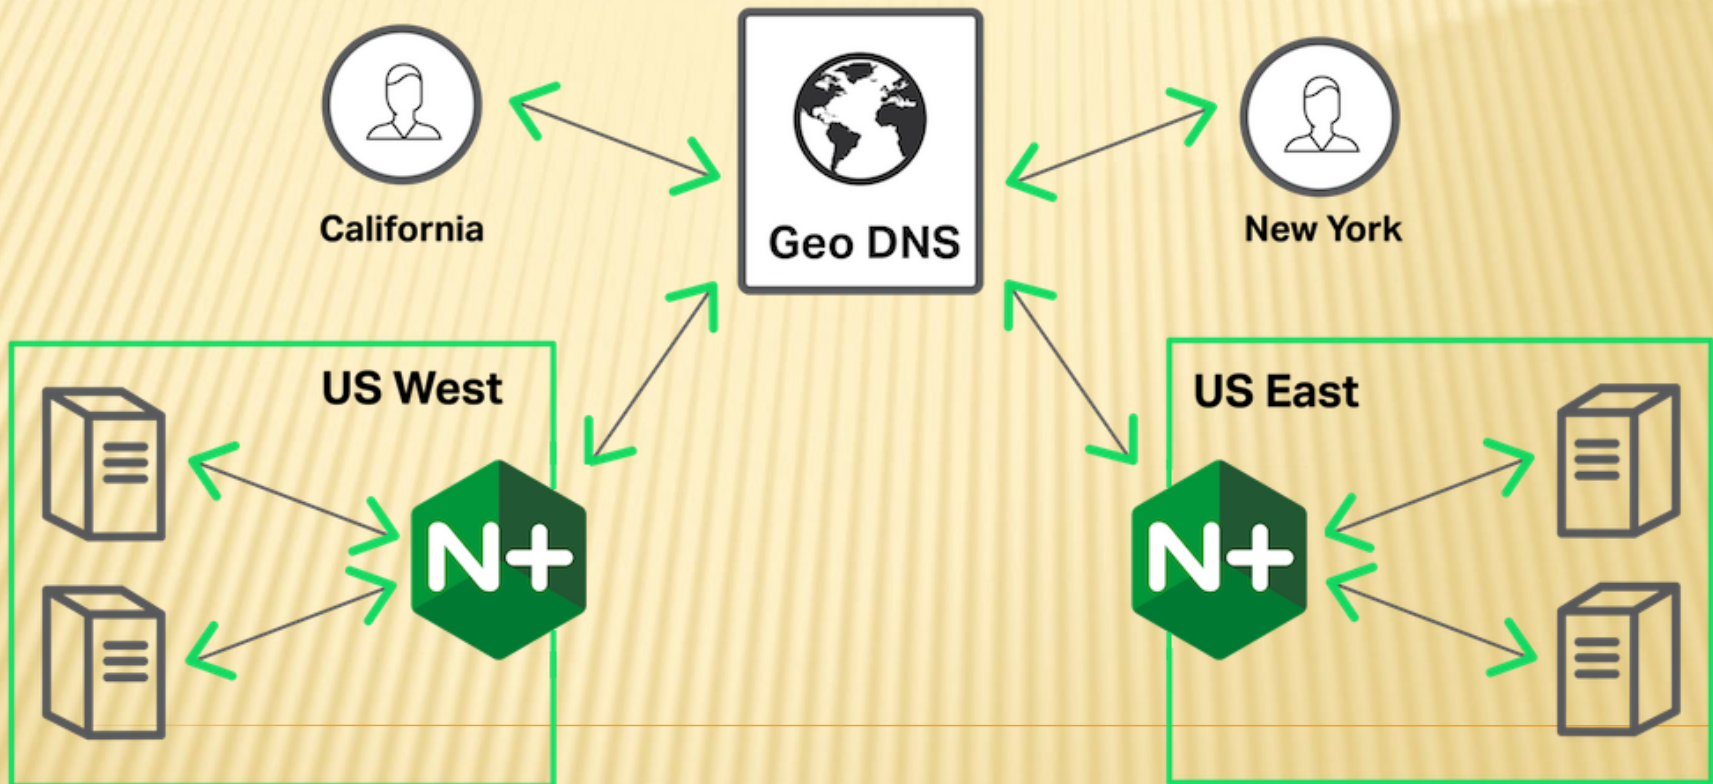 California
Geo DNS
New York
US West
US East
N+
N+